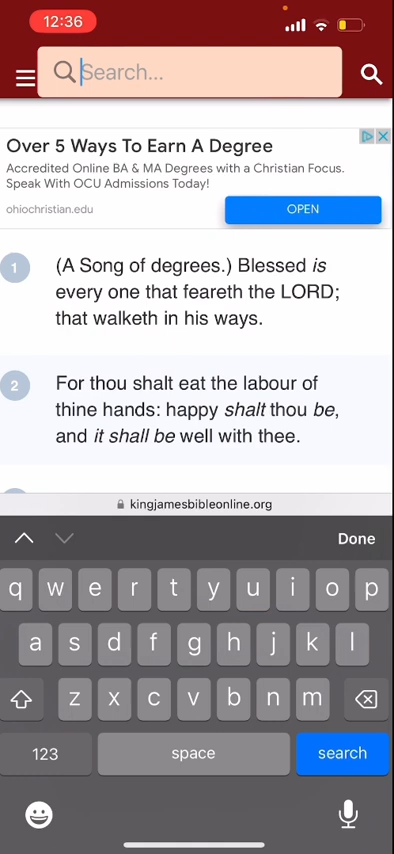 12:36
Search...
Over 5 Ways To Earn A Degree
Accredited Online BA & MA Degrees with a Christian Focus.
Speak With OCU Admissions Today!
ohiochristian.edu
OPEN
1
(A Song of degrees.) Blessed is
every one that feareth the LORD;
that walketh in his ways.
2
For thou shalt eat the labour of
thine hands: happy shalt thou be,
and it shall be well with thee.
kingjamesbibleonline.org
Done
q w e r t y u i o p
a s d f g h j k l
z x c v b n m
123 space search